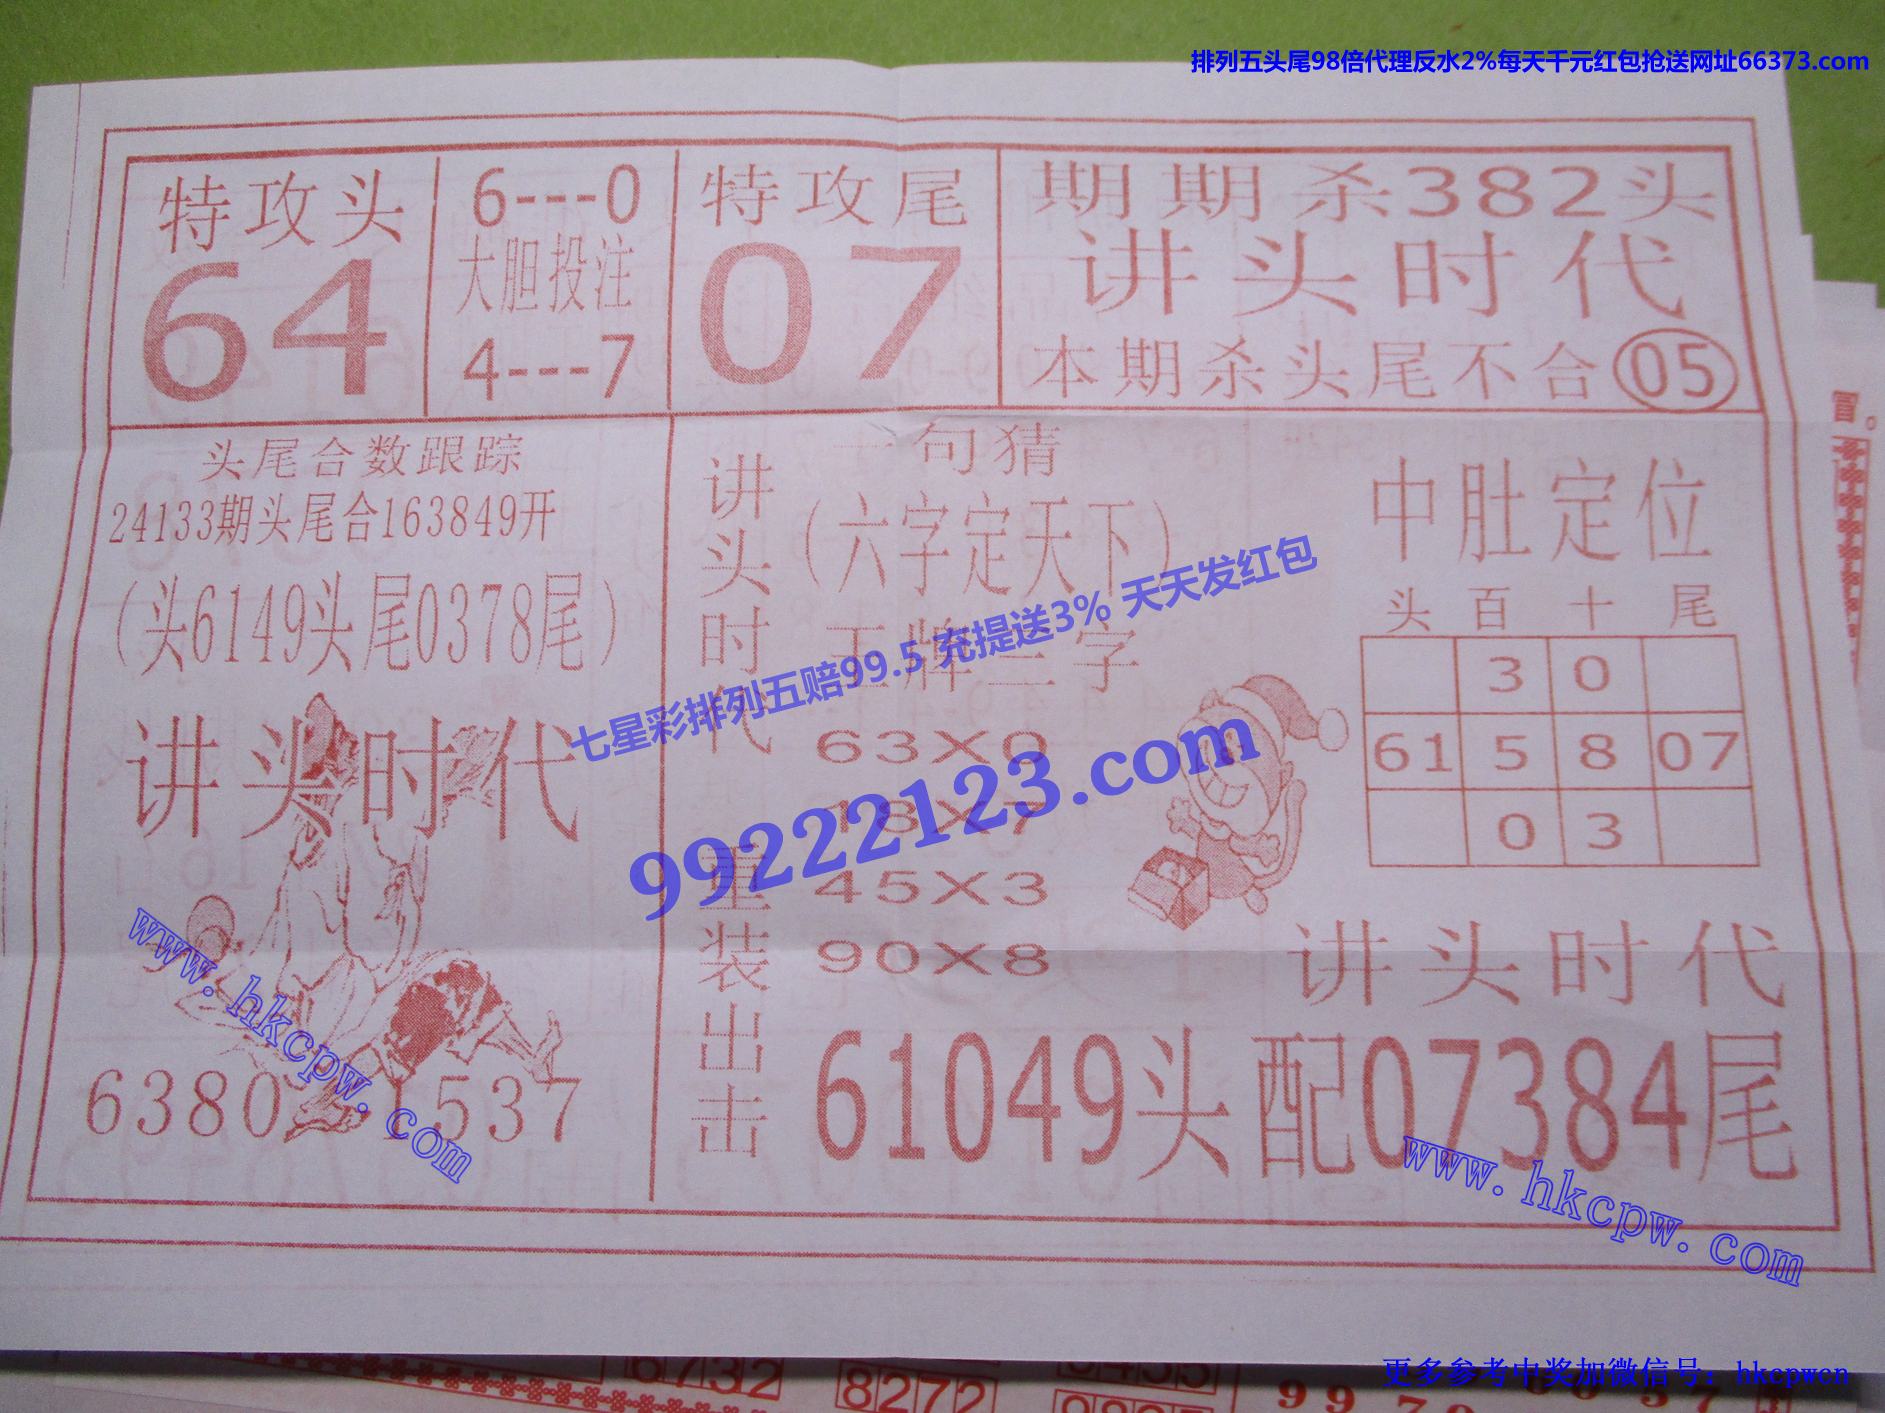 排列五头尾98倍代理反水2%每天千元红包抢送网址66373.com
特攻头
64
6---0
大胆投注
4---7
特攻尾
07
期期杀382头
讲头时代
本期杀头尾不合05
头尾合数跟踪
24133期头尾合163849开
(头6149头尾0378尾)
讲头时代
6380 1537
讲头时代
重装出击
一句猜
(六字定天下)
王牌三字
63X0
18X7
45X3
90X8
中肚定位
头 百 十 尾
3 0
61 5 8 07
0 3
讲头时代
61049头配07384尾
七星彩排列五赔99.5 充提送3% 天天发红包
99222123.com
www.hkcpw.com
www.hkcpw.com
冒。
6732
8272
更多参考中奖加微信号：hkcpwcn